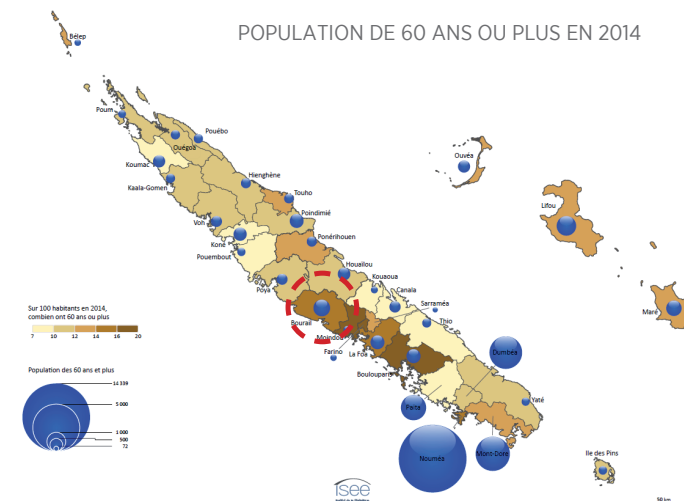 POPULATION DE 60 ANS OU PLUS EN 2014
Bélep
Poum
Pouébo
Ouégoa
Koumac
Kaala-Gomen
Hienghène
Touho
Poindimié
Voh
Koné
Ponérihouen
Pouembout
Houaïlou
Kouaoua
Poya
Canala
Sarraméa
Thio
Bourail
Moindou
Farino
La Foa
Boulouparis
Dumbéa
Païta
Yaté
Nouméa
Mont-Dore
Ile des Pins
Ouvéa
Lifou
Maré
Sur 100 habitants en 2014,
combien ont 60 ans ou plus
7 10 12 14 16 20
Population des 60 ans et plus
14 339
5 000
1 000
500
72
isee
50 km